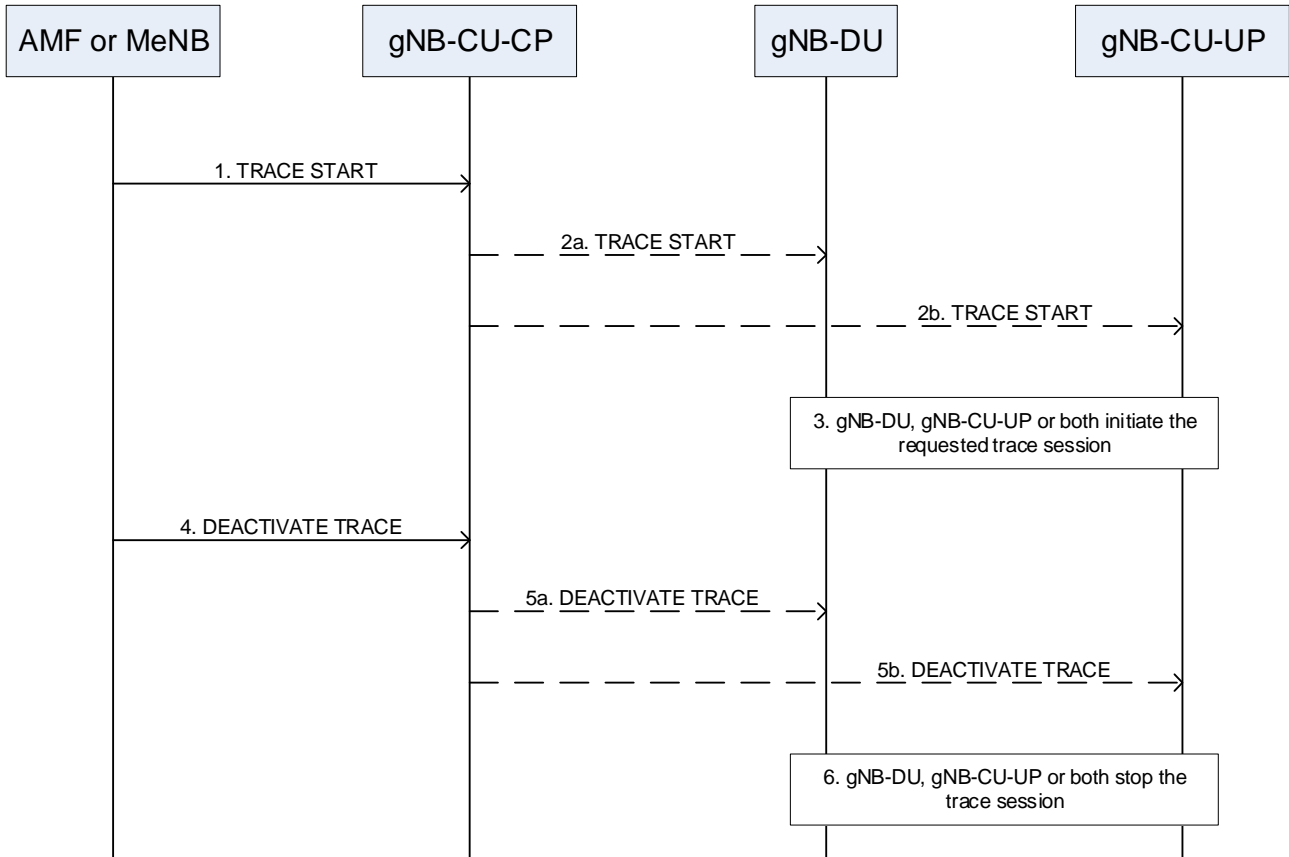 AMF or MeNB
gNB-CU-CP
gNB-DU
gNB-CU-UP
1. TRACE START
2a. TRACE START
2b. TRACE START
3. gNB-DU, gNB-CU-UP or both initiate the
requested trace session
4. DEACTIVATE TRACE
5a. DEACTIVATE TRACE
5b. DEACTIVATE TRACE
6. gNB-DU, gNB-CU-UP or both stop the
trace session